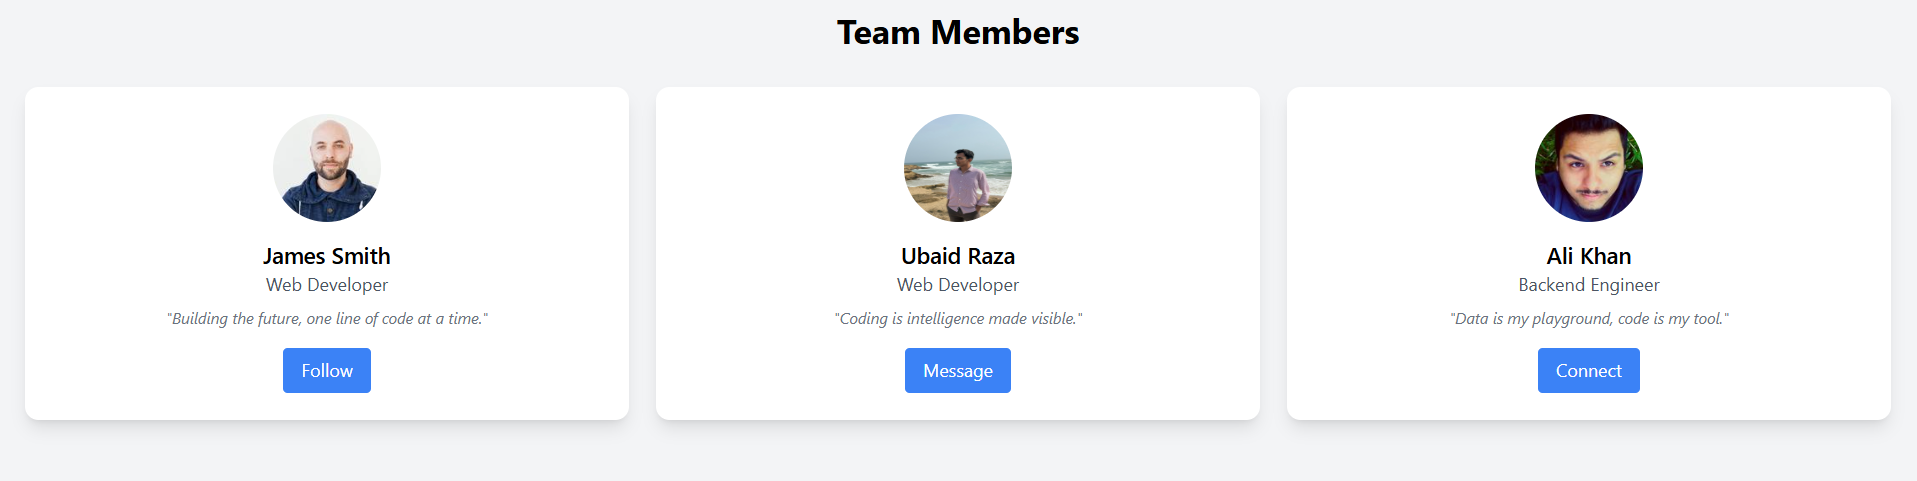 Team Members
James Smith
Web Developer
"Building the future, one line of code at a time."
Follow
Ubaid Raza
Web Developer
"Coding is intelligence made visible."
Message
Ali Khan
Backend Engineer
"Data is my playground, code is my tool."
Connect